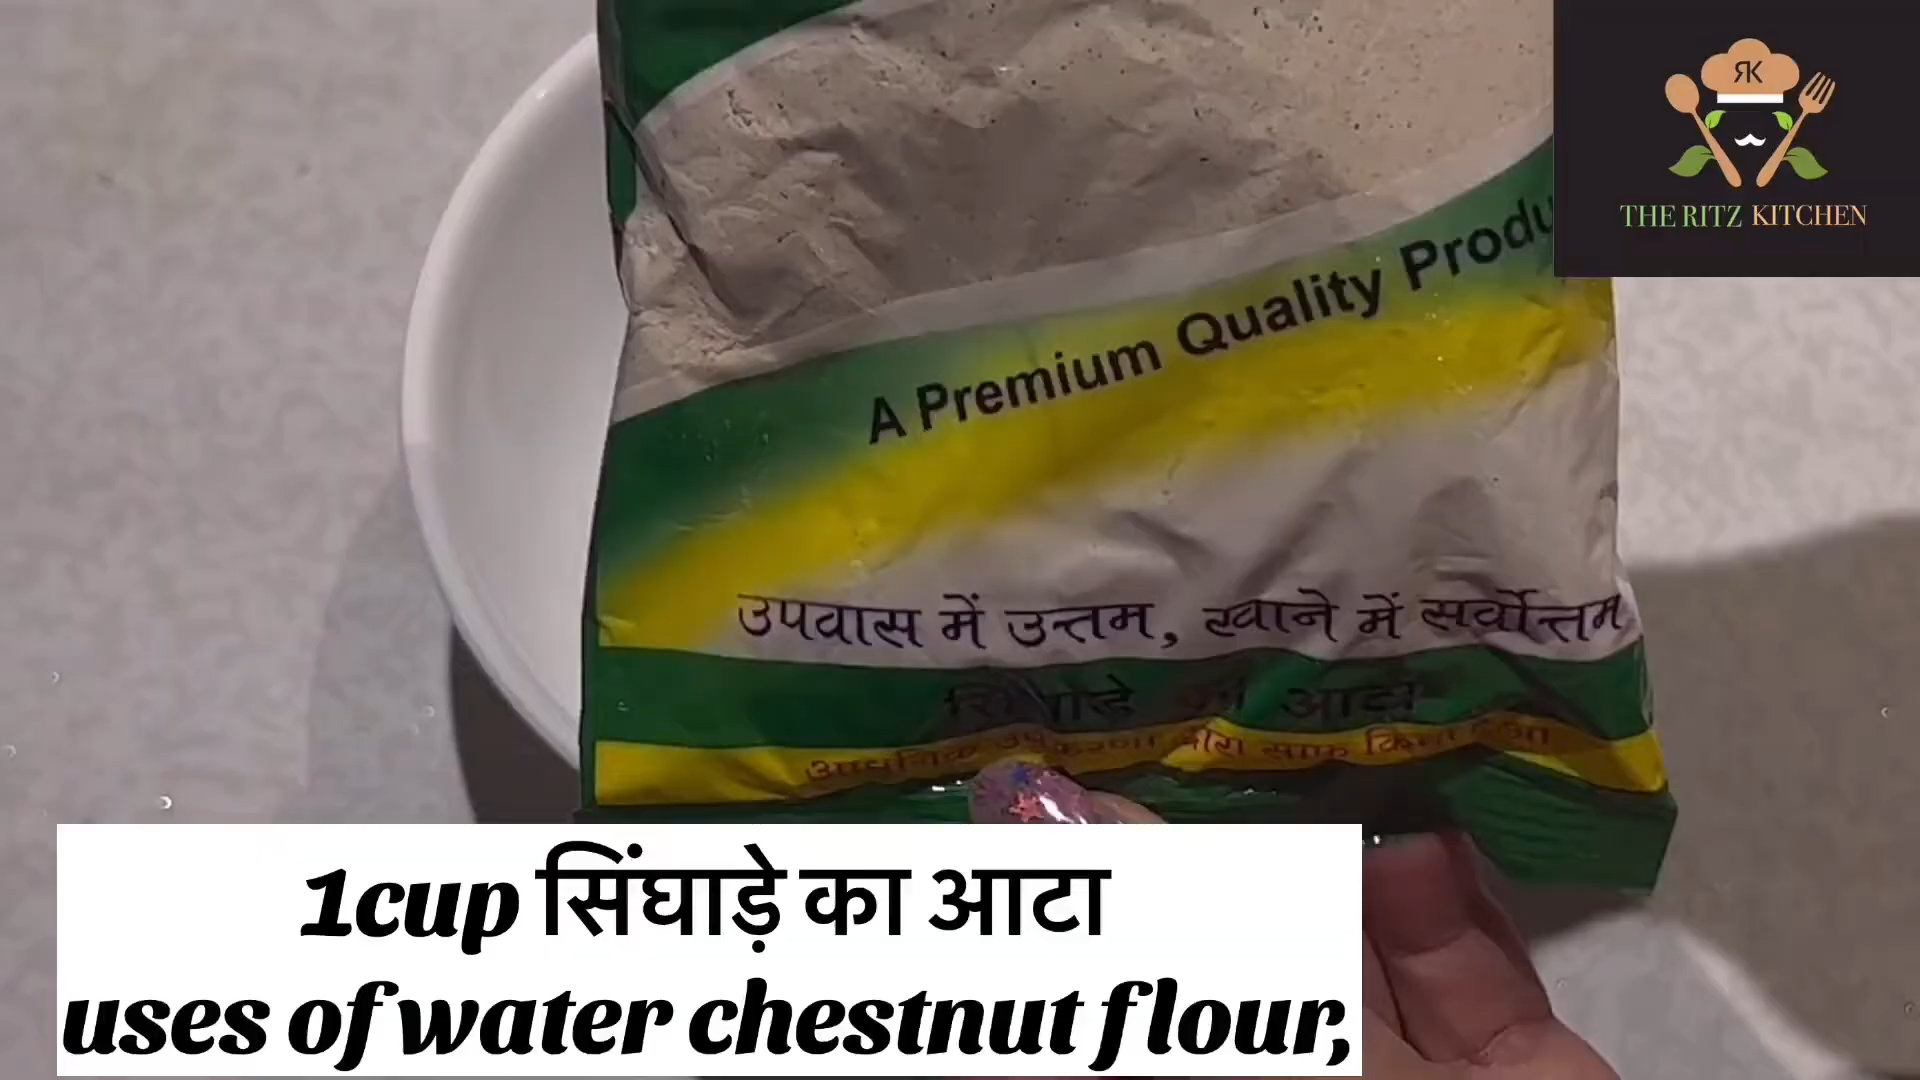 ЯK
THE RITZ KITCHEN
A Premium Quality Produ
उपवास में उत्तम, खाने में सर्वोत्तम
सिंघाड़े का आटा
द्वारा साफ किया हुआ
1cup सिंघाड़े का आटा
uses of water chestnut flour,